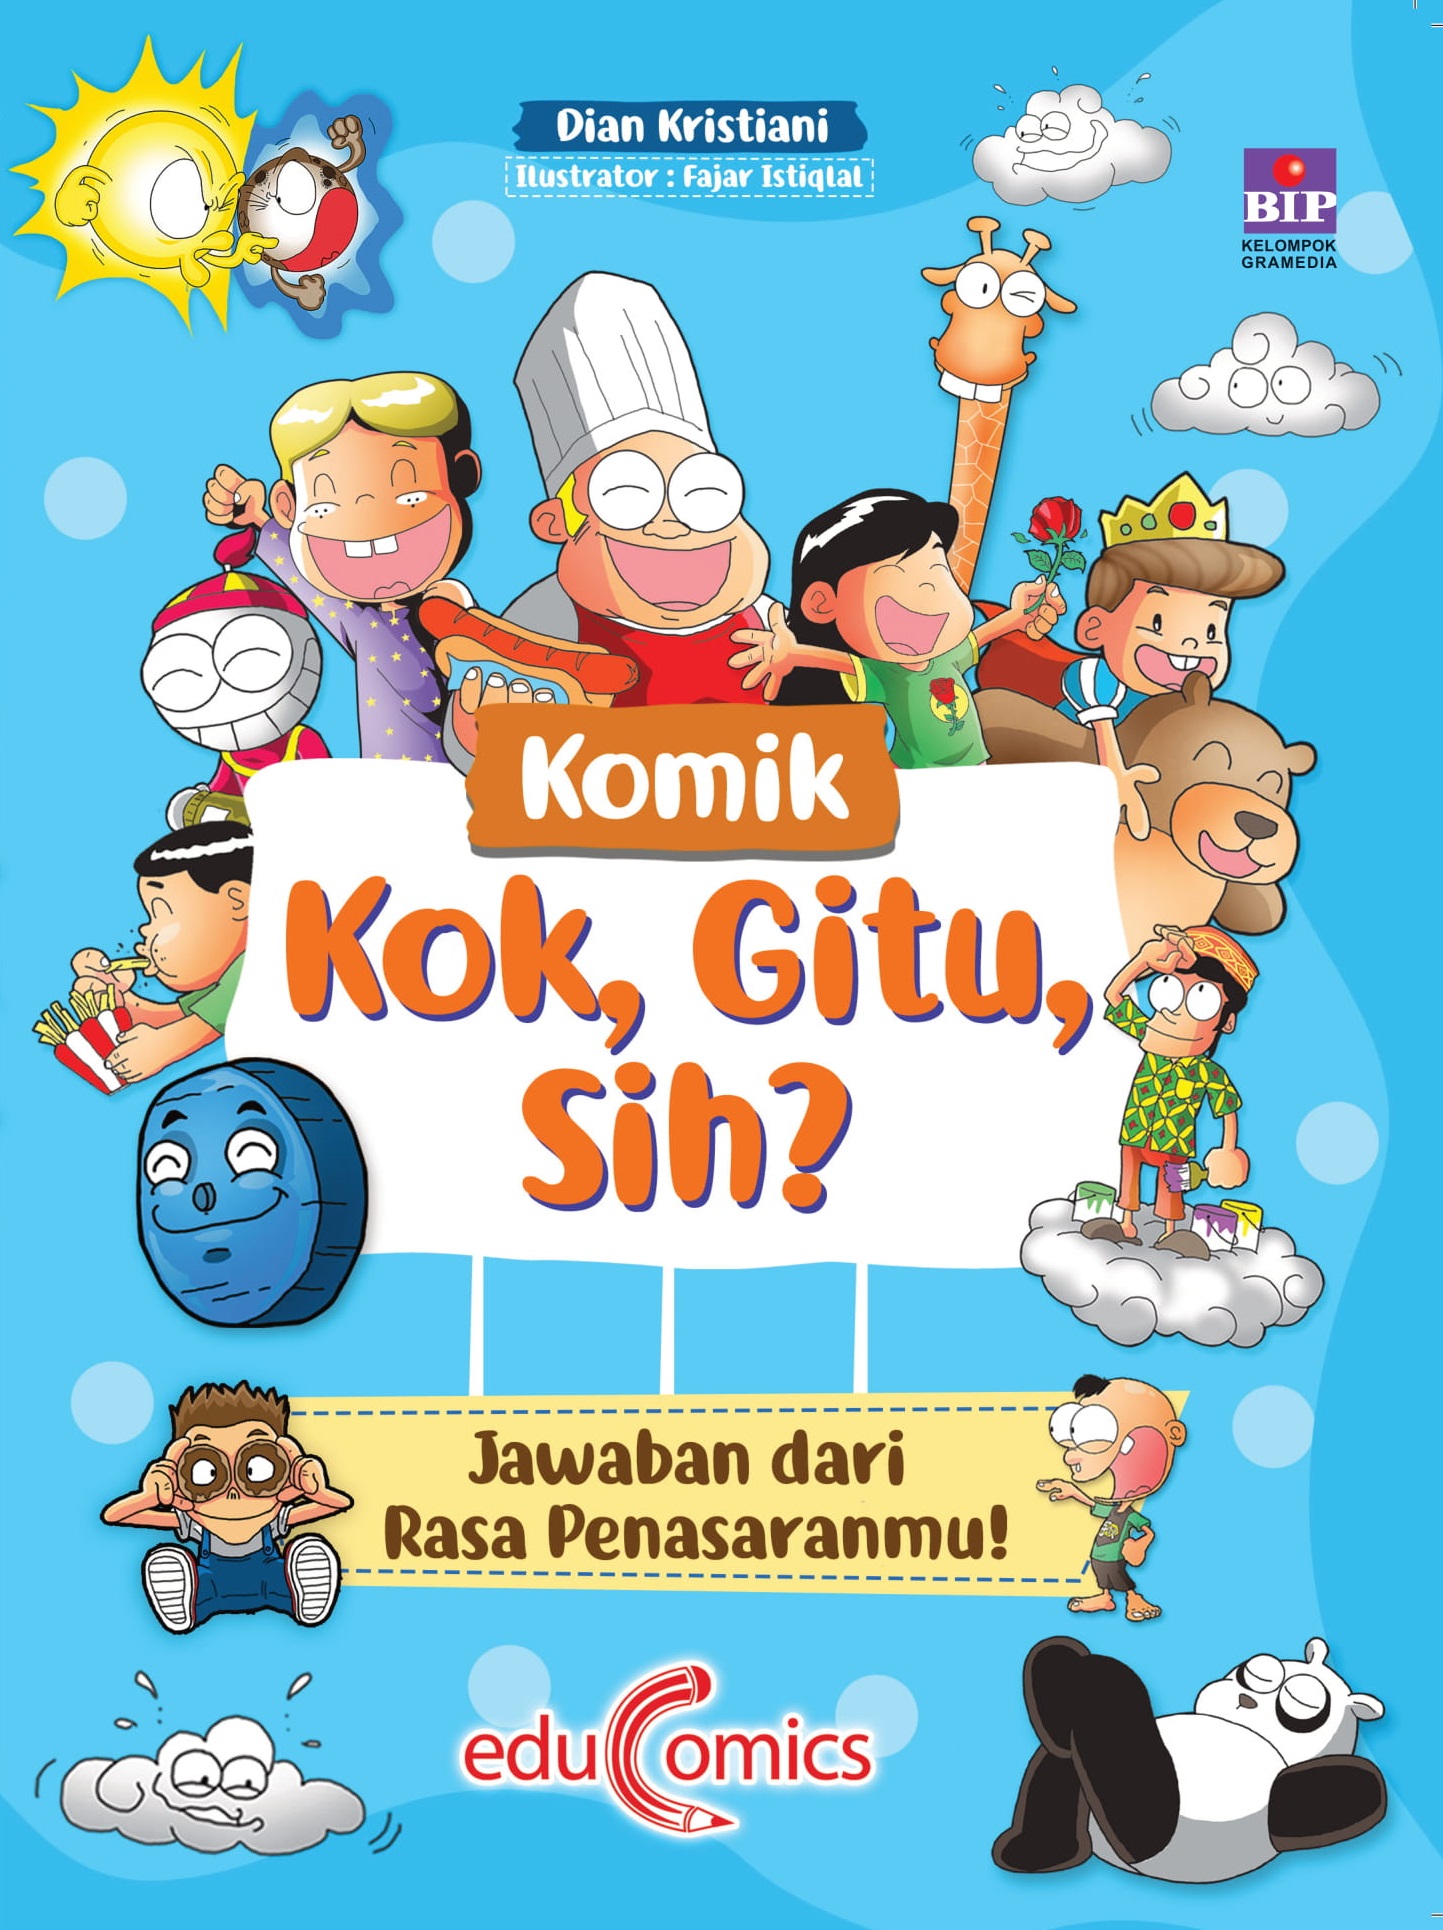 Dian Kristiani
Ilustrator : Fajar Istiqlal
BIP
KELOMPOK
GRAMEDIA
Komik
Kok, Gitu,
Sih?
Jawaban dari
Rasa Penasaranmu!
eduComics